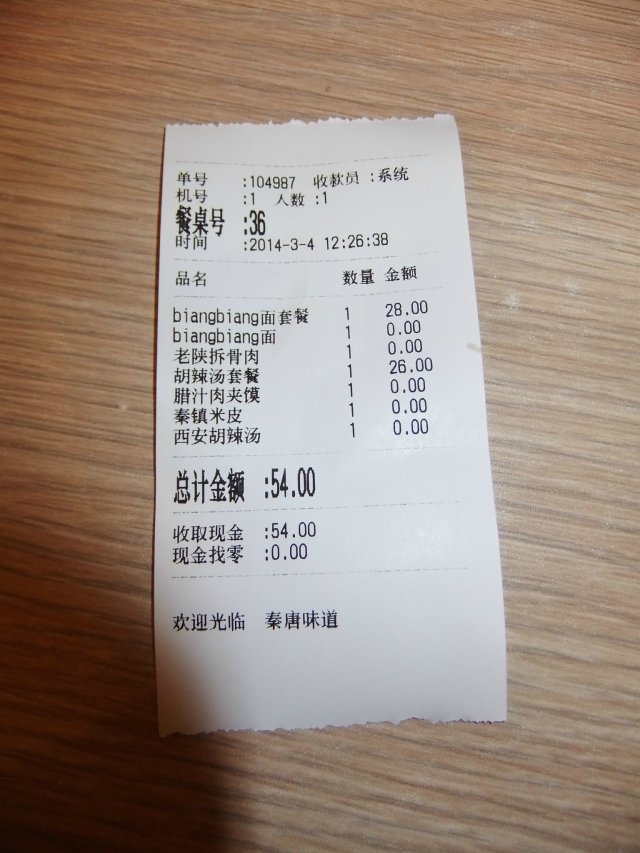 单号 :104987 收款员 :系统
机号 :1 人数 :1
餐桌号 :36
时间 :2014-3-4 12:26:38
品名 数量 金额
biangbiang面套餐 1 28.00
biangbiang面 1 0.00
老陕拆骨肉 1 0.00
胡辣汤套餐 1 26.00
腊汁肉夹馍 1 0.00
秦镇米皮 1 0.00
西安胡辣汤 1 0.00
总计金额 :54.00
收取现金 :54.00
现金找零 :0.00
欢迎光临 秦唐味道